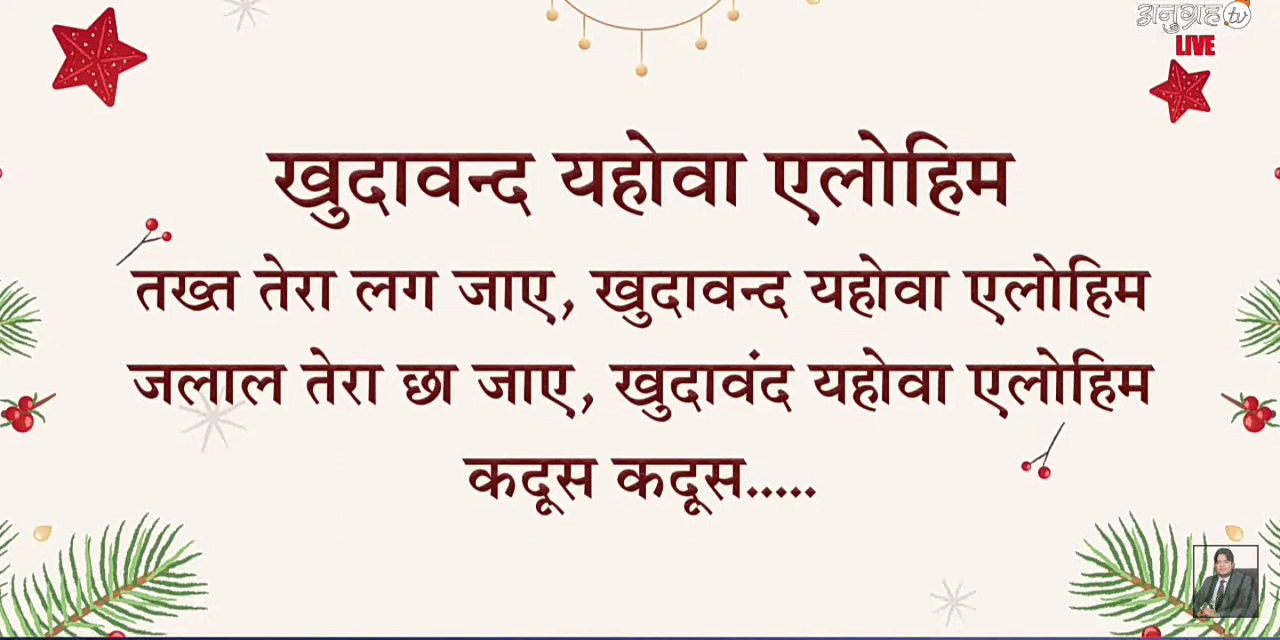 अनुग्रह tv
LIVE
खुदावन्द यहोवा एलोहिम
तख्त तेरा लग जाए, खुदावन्द यहोवा एलोहिम
जलाल तेरा छा जाए, खुदावंद यहोवा एलोहिम
कदूस कदूस.....